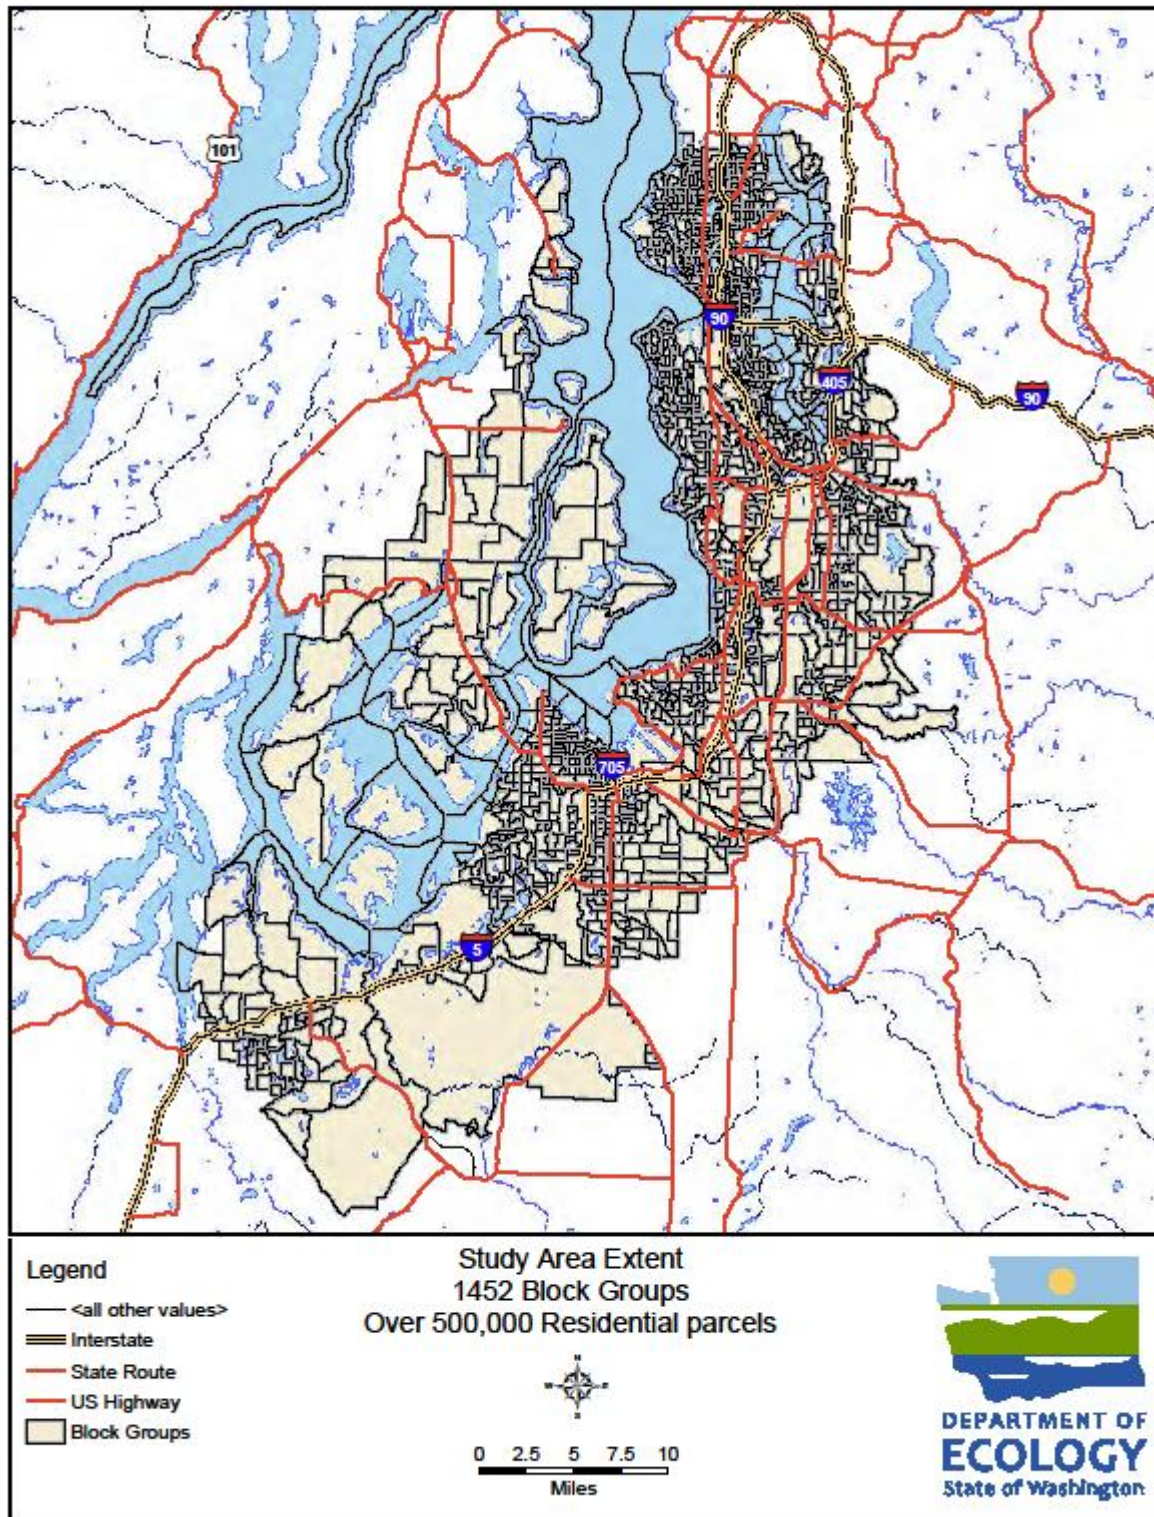 101
90
405
90
705
5
Legend
<all other values>
Interstate
State Route
US Highway
Block Groups
Study Area Extent
1452 Block Groups
Over 500,000 Residential parcels
N
W E
S
0 2.5 5 7.5 10
Miles
DEPARTMENT OF
ECOLOGY
State of Washington